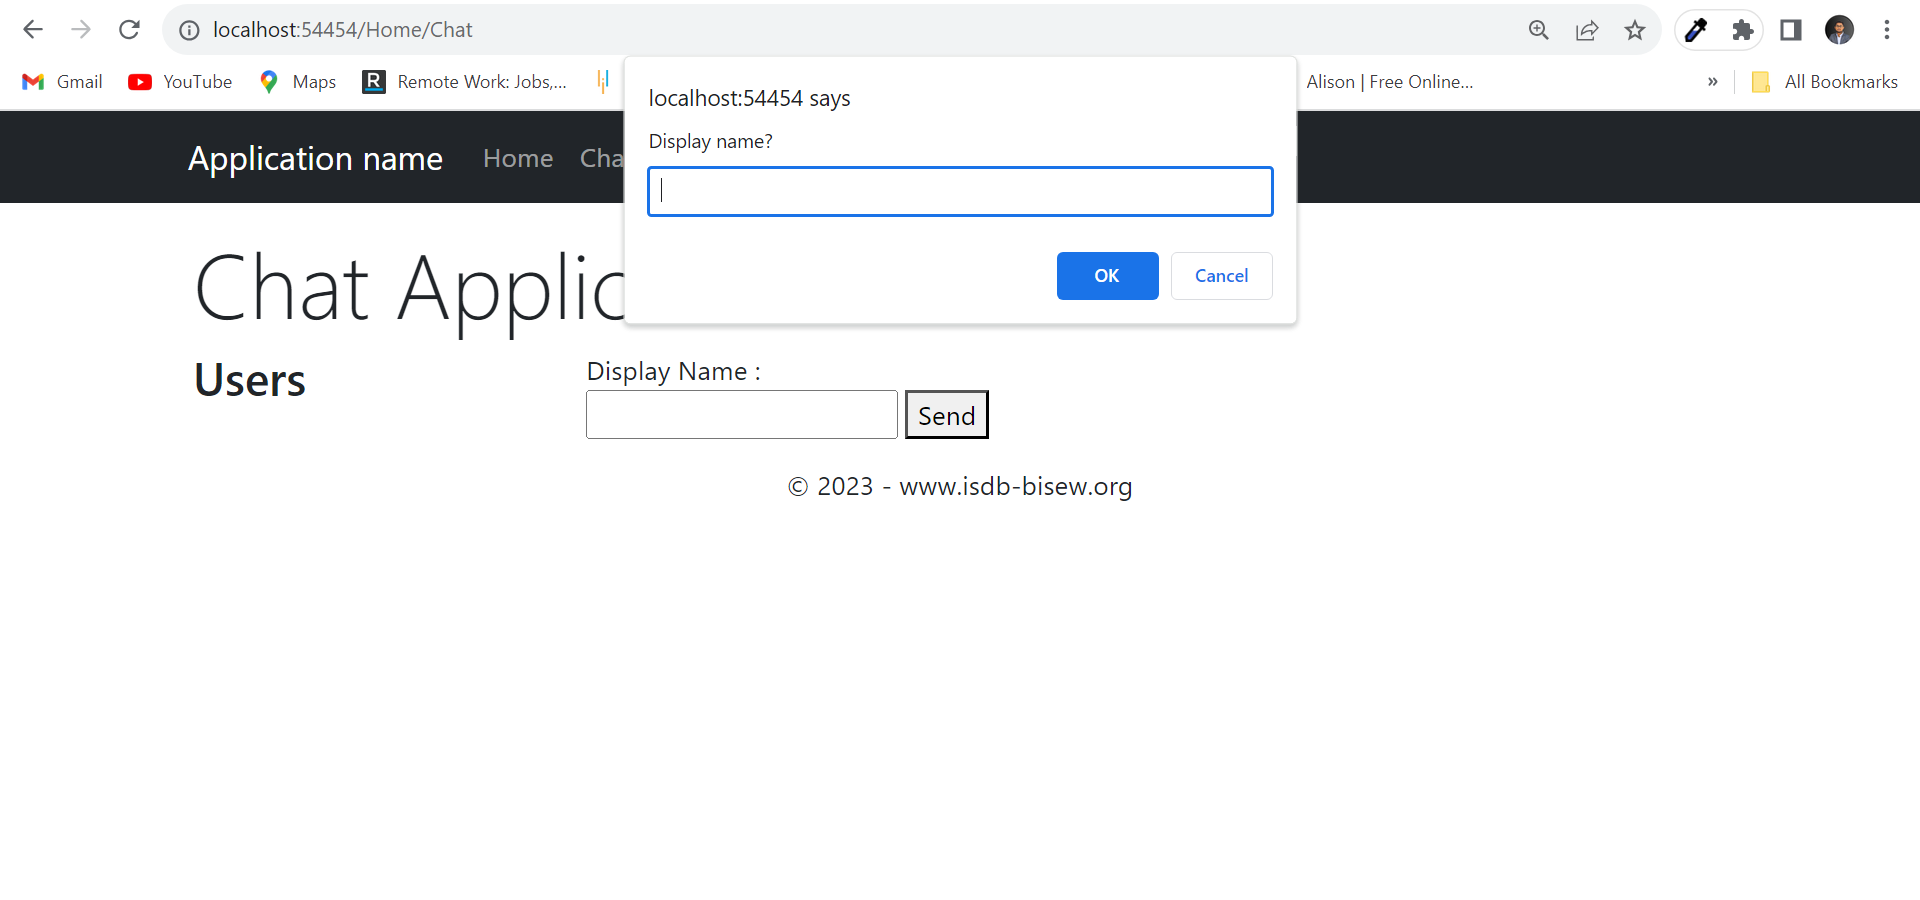 localhost:54454/Home/Chat
Gmail YouTube Maps R Remote Work: Jobs,... Alison | Free Online... » All Bookmarks
localhost:54454 says
Display name?
OK Cancel
Application name Home Cha
Chat Applic
Users
Display Name :
Send
© 2023 - www.isdb-bisew.org